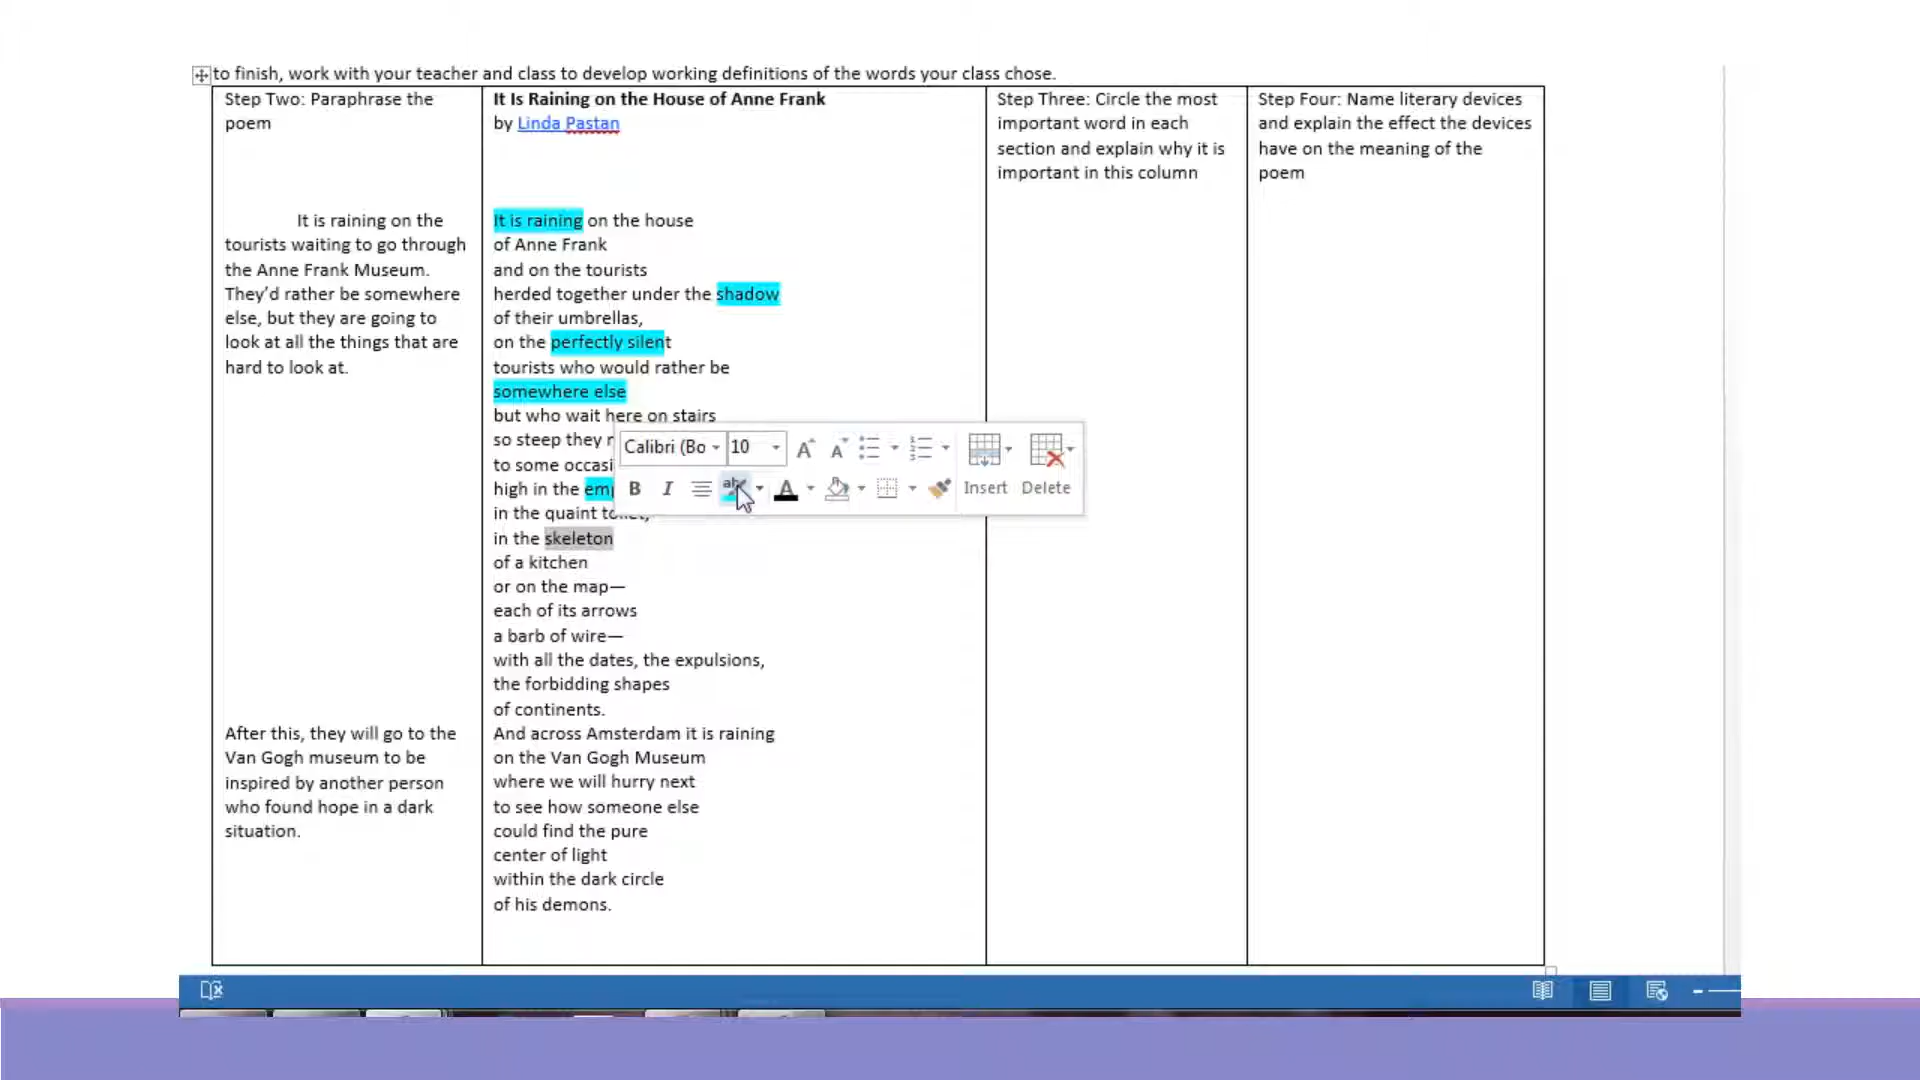 to finish, work with your teacher and class to develop working definitions of the words your class chose.
Step Two: Paraphrase the
poem
It is raining on the
tourists waiting to go through
the Anne Frank Museum.
They'd rather be somewhere
else, but they are going to
look at all the things that are
hard to look at.
After this, they will go to the
Van Gogh museum to be
inspired by another person
who found hope in a dark
situation.
It Is Raining on the House of Anne Frank
by Linda Pastan
It is raining on the house
of Anne Frank
and on the tourists
herded together under the shadow
of their umbrellas,
on the perfectly silent
tourists who would rather be
somewhere else
but who wait here on stairs
so steep they
to some
high in the
in the quaint
in the skeleton
of a kitchen
or on the map—
each of its arrows
a barb of wire—
with all the dates, the expulsions,
the forbidding shapes
of continents.
And across Amsterdam it is raining
on the Van Gogh Museum
where we will hurry next
to see how someone else
could find the pure
center of light
within the dark circle
of his demons.
Step Three: Circle the most
important word in each
section and explain why it is
important in this column
Step Four: Name literary devices
and explain the effect the devices
have on the meaning of the
poem
Calibri (Bo 10
B I A Insert Delete